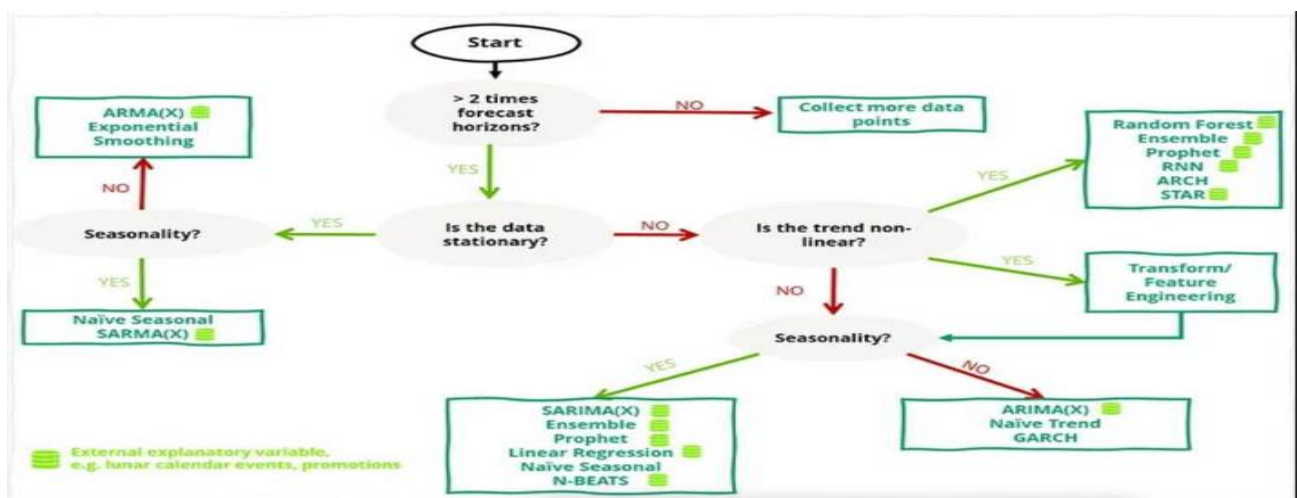 Start
> 2 times
forecast
horizons?
NO
Collect more data
points
YES
Is the data
stationary?
YES
Seasonality?
NO
ARMA(X)
Exponential
Smoothing
YES
Naïve Seasonal
SARMA(X)
NO
Is the trend non-
linear?
YES
Random Forest
Ensemble
Prophet
RNN
ARCH
STAR
YES
Transform/
Feature
Engineering
NO
Seasonality?
YES
SARIMA(X)
Ensemble
Prophet
Linear Regression
Naïve Seasonal
N-BEATS
NO
ARIMA(X)
Naïve Trend
GARCH
External explanatory variable,
e.g. lunar calendar events, promotions